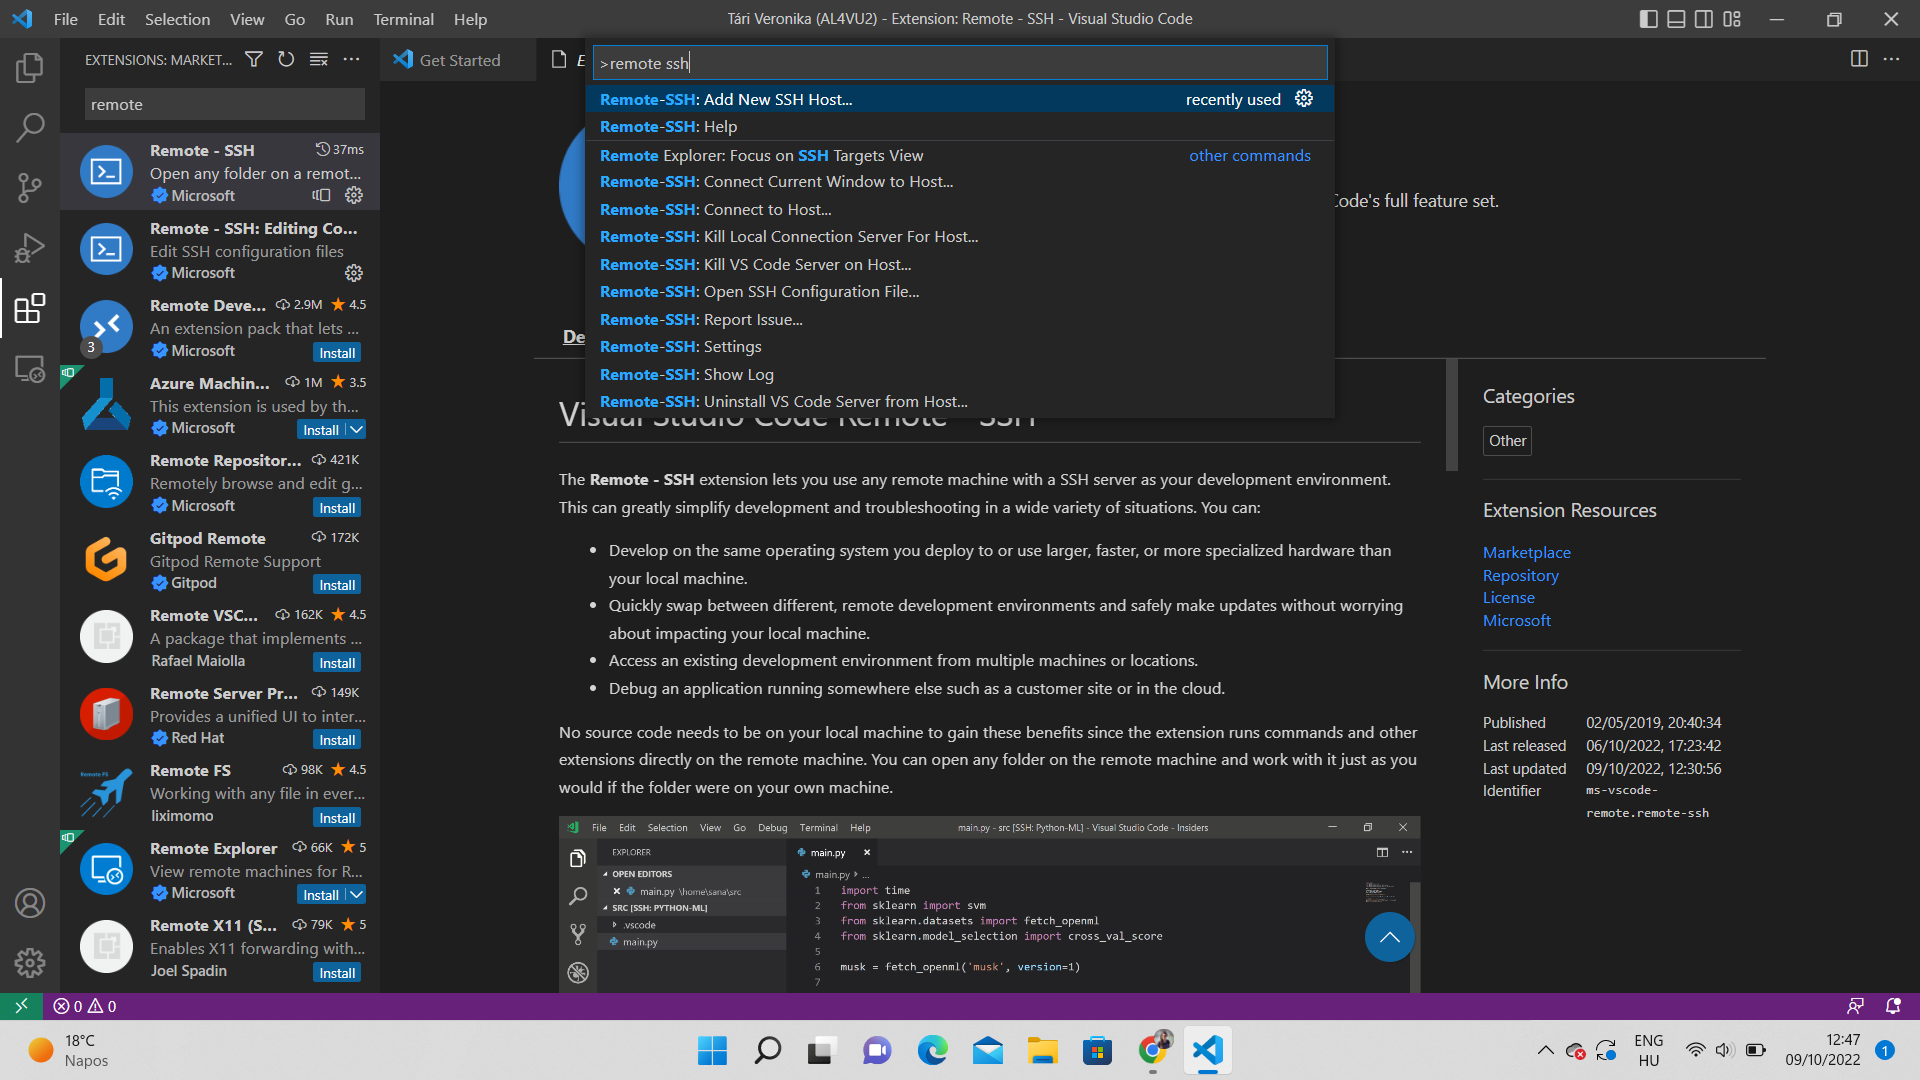 File Edit Selection View Go Run Terminal Help
Tári Veronika (AL4VU2) - Extension: Remote - SSH - Visual Studio Code
EXTENSIONS: MARKET...
remote
Remote - SSH 37ms
Open any folder on a remot...
Microsoft
Remote - SSH: Editing Co...
Edit SSH configuration files
Microsoft
Remote Deve... 2.9M 4.5
An extension pack that lets ...
3 Microsoft Install
Azure Machin... 1M 3.5
This extension is used by th...
Microsoft Install
Remote Repositor... 421K
Remotely browse and edit g...
Microsoft Install
Gitpod Remote 172K
Gitpod Remote Support
Gitpod Install
Remote VSC... 162K 4.5
A package that implements ...
Rafael Maiolla Install
Remote Server Pr... 149K
Provides a unified UI to inter...
Red Hat Install
Remote FS
Remote FS 98K 4.5
Working with any file in ever...
liximomo Install
Remote Explorer 66K 5
View remote machines for R...
Microsoft Install
Remote X11 (S... 79K 5
Enables X11 forwarding with...
Joel Spadin Install
Get Started
E
>remote ssh
Remote-SSH: Add New SSH Host... recently used
Remote-SSH: Help
Remote Explorer: Focus on SSH Targets View other commands
Remote-SSH: Connect Current Window to Host...
Remote-SSH: Connect to Host...
Remote-SSH: Kill Local Connection Server For Host...
Remote-SSH: Kill VS Code Server on Host...
Remote-SSH: Open SSH Configuration File...
Remote-SSH: Report Issue...
Remote-SSH: Settings
Remote-SSH: Show Log
Remote-SSH: Uninstall VS Code Server from Host...
Code's full feature set.
De
Visual Studio Code Remote - SSH
The Remote - SSH extension lets you use any remote machine with a SSH server as your development environment.
This can greatly simplify development and troubleshooting in a wide variety of situations. You can:
• Develop on the same operating system you deploy to or use larger, faster, or more specialized hardware than
your local machine.
• Quickly swap between different, remote development environments and safely make updates without worrying
about impacting your local machine.
• Access an existing development environment from multiple machines or locations.
• Debug an application running somewhere else such as a customer site or in the cloud.
No source code needs to be on your local machine to gain these benefits since the extension runs commands and other
extensions directly on the remote machine. You can open any folder on the remote machine and work with it just as you
would if the folder were on your own machine.
File Edit Selection View Go Debug Terminal Help
main.py - src [SSH: Python-ML] - Visual Studio Code - Insiders
EXPLORER
OPEN EDITORS
main.py \home\sana\src
SRC [SSH: PYTHON-ML]
.vscode
main.py
main.py
main.py > ...
1 import time
2 from sklearn import svm
3 from sklearn.datasets import fetch_openml
4 from sklearn.model_selection import cross_val_score
5
6 musk = fetch_openml('musk', version=1)
7
Categories
Other
Extension Resources
Marketplace
Repository
License
Microsoft
More Info
Published 02/05/2019, 20:40:34
Last released 06/10/2022, 17:23:42
Last updated 09/10/2022, 12:30:56
Identifier ms-vscode-
remote.remote-ssh
0 0
18°C
Napos
ENG
HU
12:47
09/10/2022
1